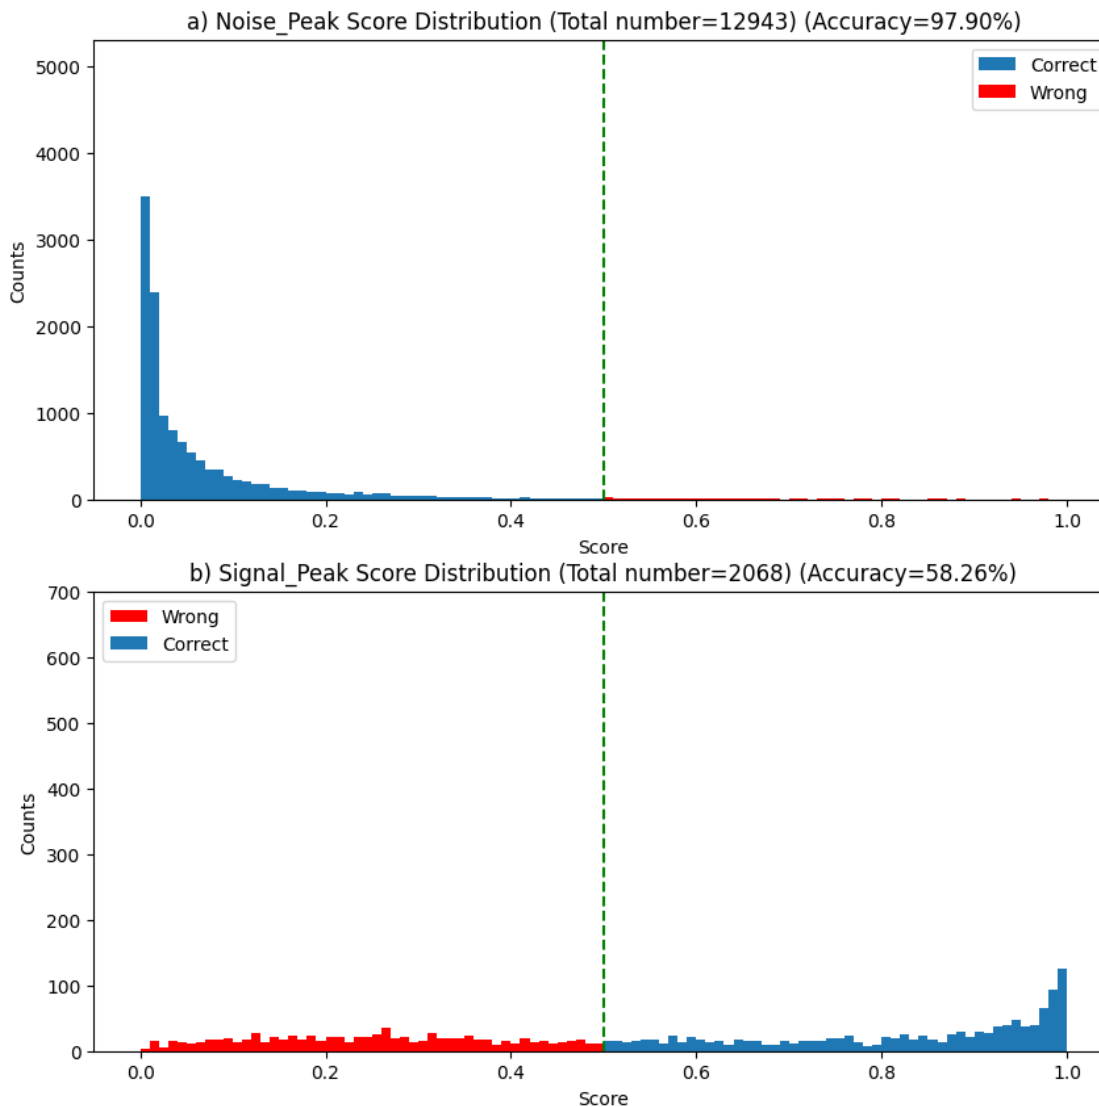 a) Noise_Peak Score Distribution (Total number=12943) (Accuracy=97.90%)
5000
4000
3000
2000
1000
0
Counts
Correct
Wrong
0.0 0.2 0.4 0.6 0.8 1.0
Score
b) Signal_Peak Score Distribution (Total number=2068) (Accuracy=58.26%)
700
600
500
400
300
200
100
0
Counts
Wrong
Correct
0.0 0.2 0.4 0.6 0.8 1.0
Score